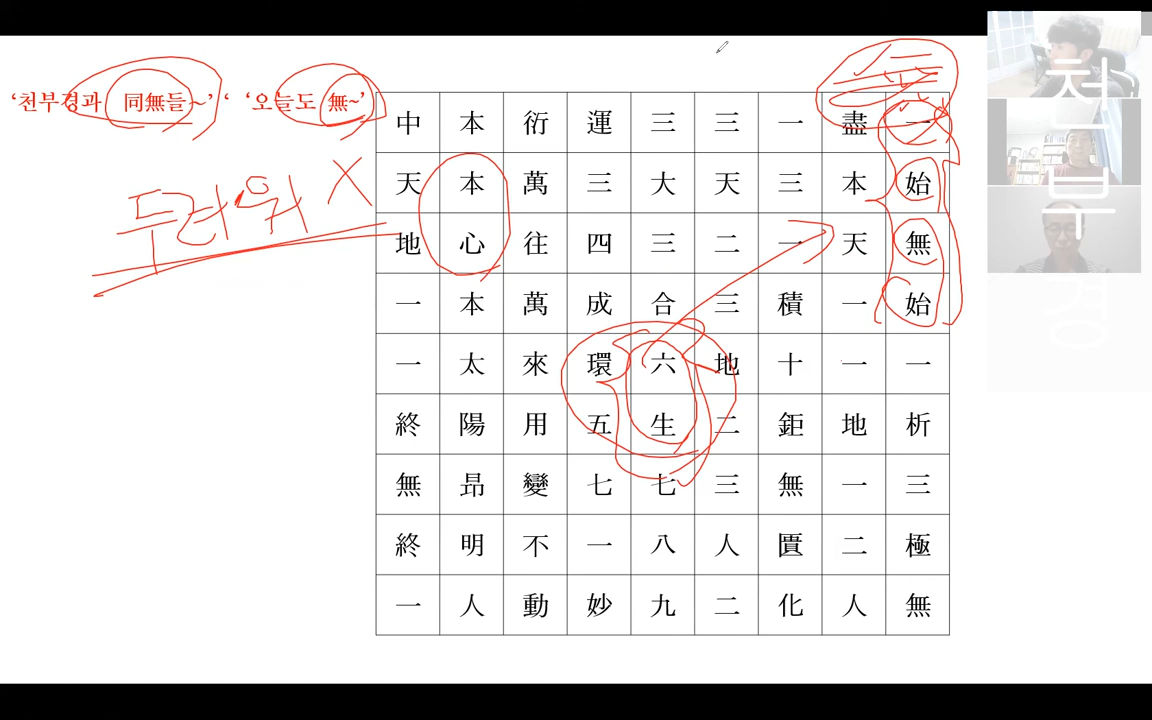 ‘천부경과 同無들~’ ‘ ‘오늘도 無~’
두려워 X
一始無始一析三極無
盡本天一一地一二人
一三一積十鉅無匱化
三天二三地二三人二
三大三合六生七八九
運三四成環五七一妙
衍萬往萬來用變不動
本本心本太陽昂明人
中天地一一終無終一
천부경